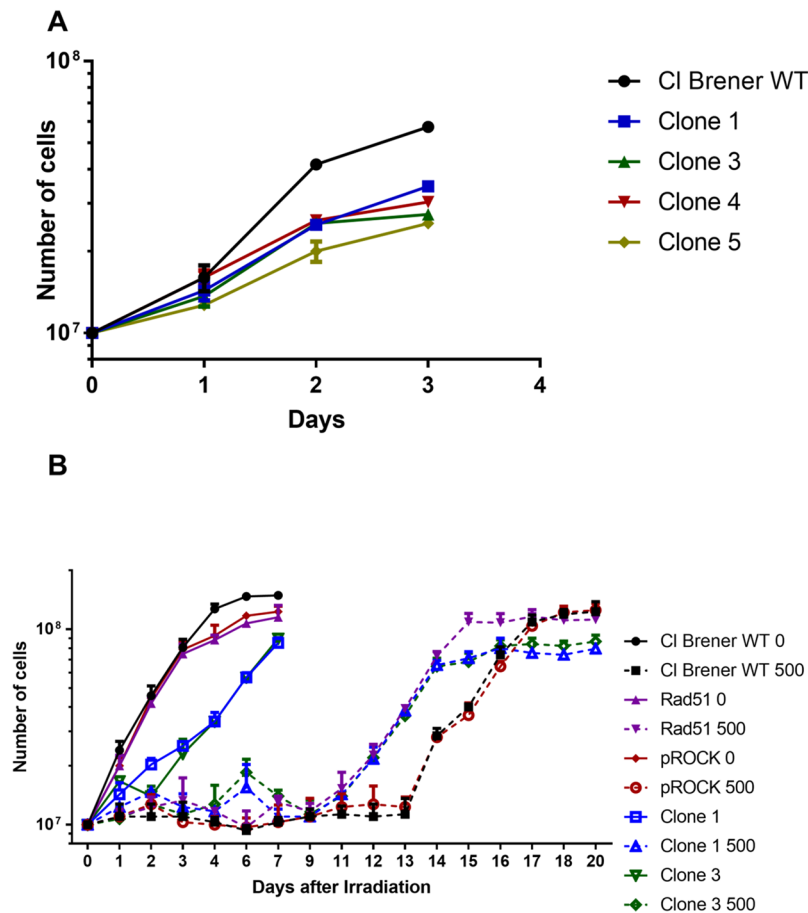 A
Number of cells
10^8
10^7
0 1 2 3 4
Days
Cl Brener WT
Clone 1
Clone 3
Clone 4
Clone 5
B
Number of cells
10^8
10^7
0 1 2 3 4 6 7 9 11 12 13 14 15 16 17 18 20
Days after Irradiation
Cl Brener WT 0
Cl Brener WT 500
Rad51 0
Rad51 500
pROCK 0
pROCK 500
Clone 1
Clone 1 500
Clone 3
Clone 3 500